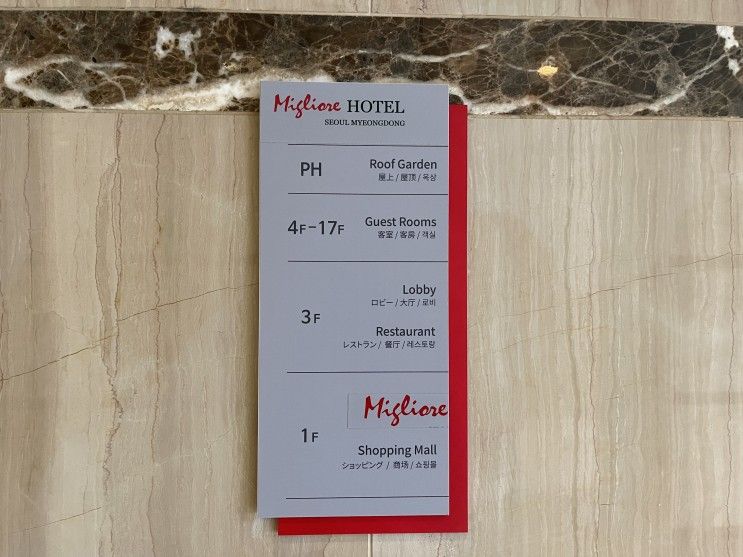 Migliore HOTEL
SEOUL MYEONGDONG
PH
Roof Garden
屋上 / 屋顶 / 옥상
4F-17F
Guest Rooms
客室 / 客房 / 객실
3F
Lobby
ロビー / 大厅 / 로비
Restaurant
レストラン / 餐厅 / 레스토랑
1F
Migliore
Shopping Mall
ショッピング / 商场 / 쇼핑몰